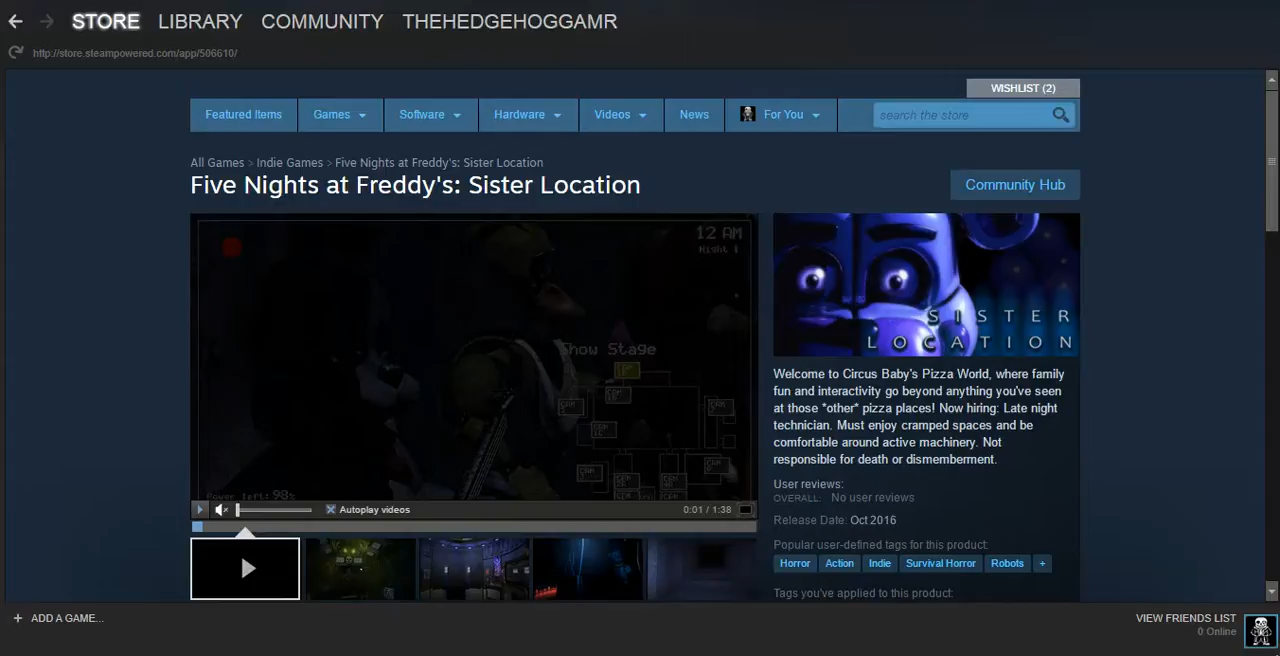 STORE LIBRARY COMMUNITY THEHEDGEHOGGAMR
http://store.steampowered.com/app/506610/
WISHLIST (2)
Featured Items Games Software Hardware Videos News For You search the store
All Games > Indie Games > Five Nights at Freddy's: Sister Location
Five Nights at Freddy's: Sister Location
Community Hub
12 AM
Night 1
Show Stage
Power left: 98%
Autoplay videos 0:01 / 1:38
SISTER
LOCATION
Welcome to Circus Baby's Pizza World, where family
fun and interactivity go beyond anything you've seen
at those *other* pizza places! Now hiring: Late night
technician. Must enjoy cramped spaces and be
comfortable around active machinery. Not
responsible for death or dismemberment.
User reviews:
OVERALL: No user reviews
Release Date: Oct 2016
Popular user-defined tags for this product:
Horror Action Indie Survival Horror Robots +
Tags you've applied to this product:
+ ADD A GAME...
VIEW FRIENDS LIST
0 Online